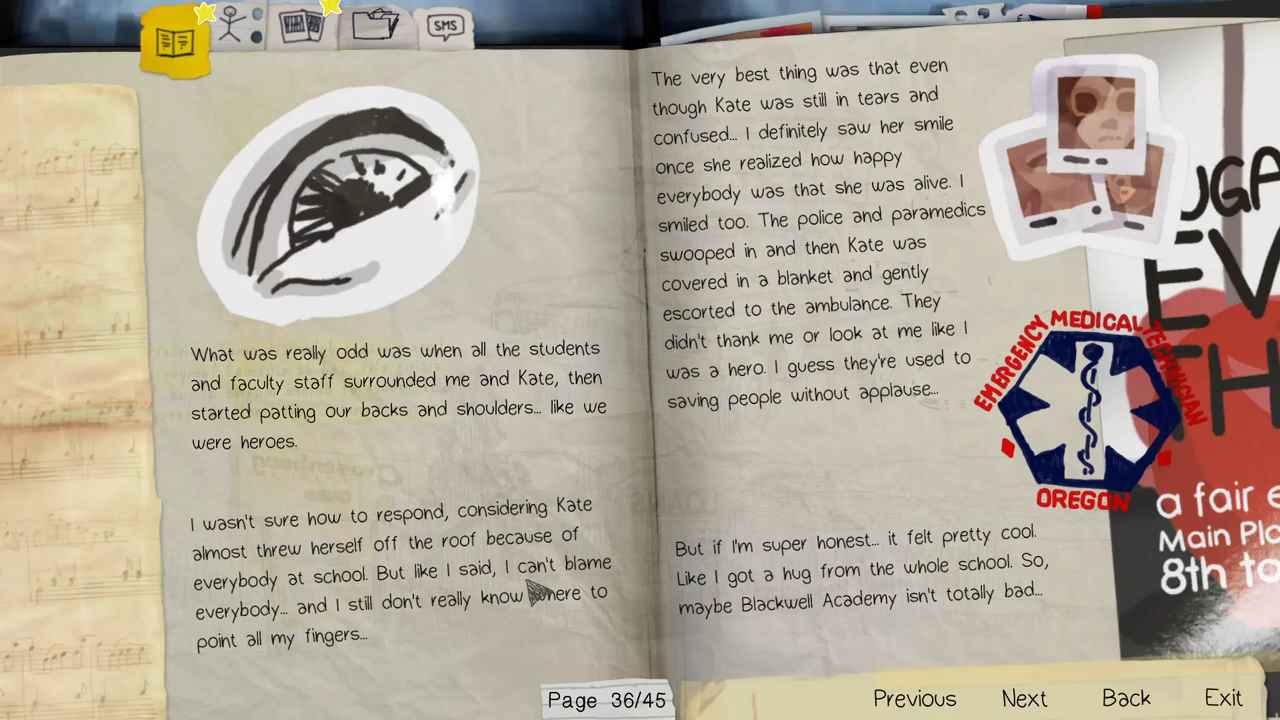 SMS
What was really odd was when all the students
and faculty staff surrounded me and Kate, then
started patting our backs and shoulders... like we
were heroes.
I wasn't sure how to respond, considering Kate
almost threw herself off the roof because of
everybody at school. But like I said, I can't blame
everybody... and I still don't really know where to
point all my fingers...
The very best thing was that even
though Kate was still in tears and
confused... I definitely saw her smile
once she realized how happy
everybody was that she was alive. I
smiled too. The police and paramedics
swooped in and then Kate was
covered in a blanket and gently
escorted to the ambulance. They
didn't thank me or look at me like I
was a hero. I guess they're used to
saving people without applause...
But if I'm super honest... it felt pretty cool.
Like I got a hug from the whole school. So,
maybe Blackwell Academy isn't totally bad...
EMERGENCY MEDICAL TECHNICIAN
OREGON
EV
TH
a fair e
Main Pla
8th to
Page 36/45
Previous
Next
Back
Exit